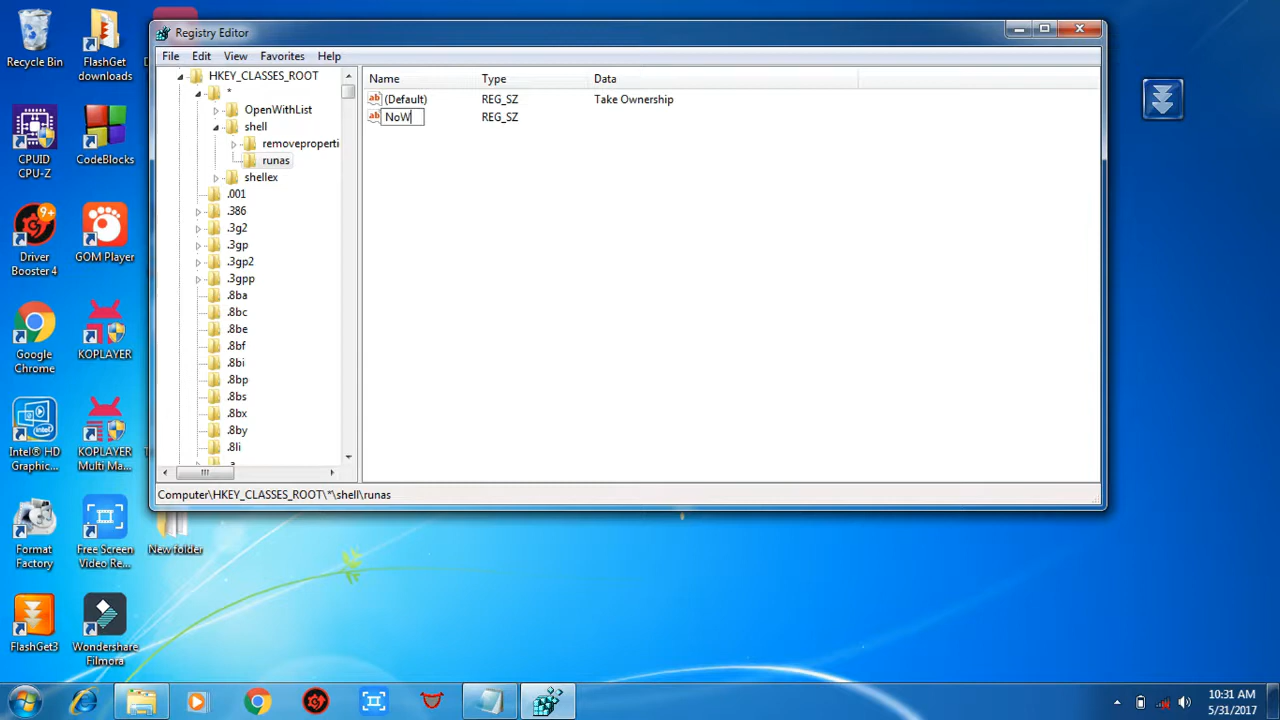 Recycle Bin
FlashGet
downloads
CPUID
CPU-Z
CodeBlocks
9+
Driver
Booster 4
GOM Player
Google
Chrome
KOPLAYER
Intel® HD
Graphic...
KOPLAYER
Multi Ma...
Format
Factory
Free Screen
Video Re...
New folder
FlashGet3
Wondershare
Filmora
Registry Editor
File Edit View Favorites Help
HKEY_CLASSES_ROOT
*
OpenWithList
shell
removeproperti
runas
shellex
.001
.386
.3g2
.3gp
.3gp2
.3gpp
.8ba
.8bc
.8be
.8bf
.8bi
.8bp
.8bs
.8bx
.8by
.8li
Name Type Data
ab (Default) REG_SZ Take Ownership
ab NoW REG_SZ
Computer\HKEY_CLASSES_ROOT\*\shell\runas
10:31 AM
5/31/2017